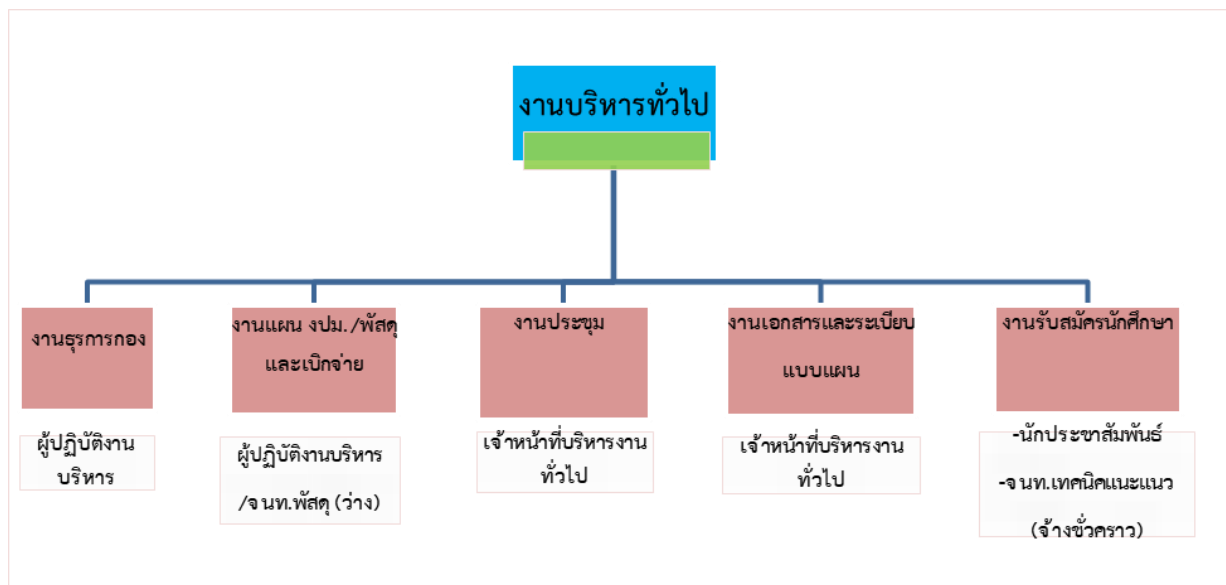 งานบริหารทั่วไป
งานธุรการกอง
งานแผน งปม./พัสดุ
และเบิกจ่าย
งานประชุม
งานเอกสารและระเบียบ
แบบแผน
งานรับสมัครนักศึกษา
ผู้ปฏิบัติงาน
บริหาร
ผู้ปฏิบัติงานบริหาร
/จนท.พัสดุ (ว่าง)
เจ้าหน้าที่บริหารงาน
ทั่วไป
เจ้าหน้าที่บริหารงาน
ทั่วไป
-นักประชาสัมพันธ์
-จนท.เทคนิคแนะแนว
(จ้างชั่วคราว)